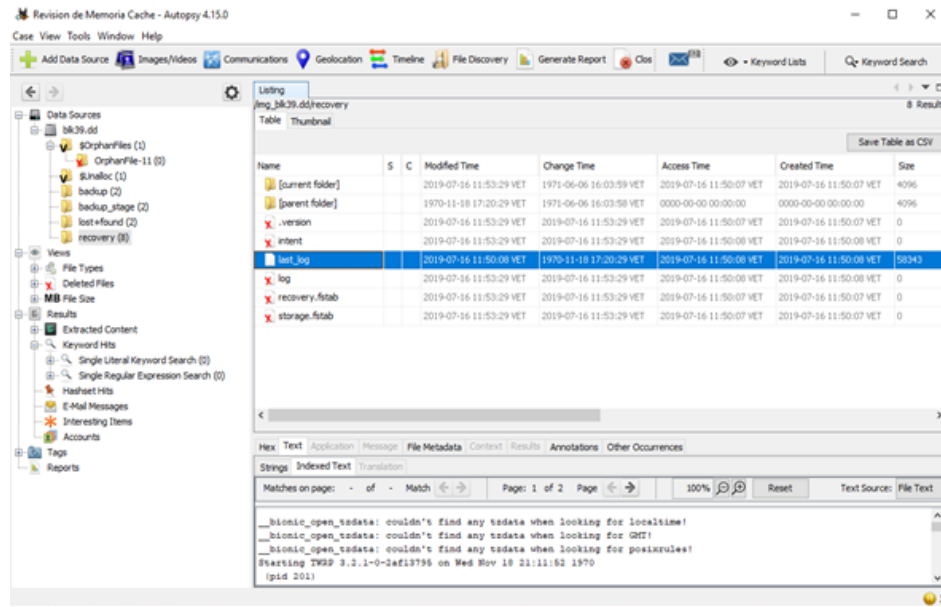 Revision de Memoria Cache - Autopsy 4.15.0
Case View Tools Window Help
Add Data Source Images/Videos Communications Geolocation Timeline File Discovery Generate Report Clos Keyword Lists Keyword Search
Listing
/img_blk39.dd/recovery
8 Result
Table Thumbnail
Save Table as CSV
Data Sources
blk39.dd
$OrphanFiles (1)
OrphanFile-11 (0)
$Unalloc (1)
backup (2)
backup_stage (2)
lost+found (2)
recovery (8)
Views
File Types
Deleted Files
MB File Size
Results
Extracted Content
Keyword Hits
Single Literal Keyword Search (0)
Single Regular Expression Search (0)
Hashset Hits
E-Mail Messages
Interesting Items
Accounts
Tags
Reports
Name S C Modified Time Change Time Access Time Created Time Size
[current folder] 2019-07-16 11:53:29 VET 1971-06-06 16:03:59 VET 2019-07-16 11:50:07 VET 2019-07-16 11:50:07 VET 4096
[parent folder] 1970-11-18 17:20:29 VET 1971-06-06 16:03:58 VET 0000-00-00 00:00:00 0000-00-00 00:00:00 4096
.version 2019-07-16 11:53:29 VET 2019-07-16 11:53:29 VET 2019-07-16 11:50:07 VET 2019-07-16 11:50:07 VET 0
intent 2019-07-16 11:53:29 VET 2019-07-16 11:53:29 VET 2019-07-16 11:50:08 VET 2019-07-16 11:50:08 VET 0
last_log 2019-07-16 11:50:08 VET 1970-11-18 17:20:29 VET 2019-07-16 11:50:08 VET 2019-07-16 11:50:08 VET 58343
log 2019-07-16 11:53:29 VET 2019-07-16 11:53:29 VET 2019-07-16 11:50:08 VET 2019-07-16 11:50:08 VET 0
recovery.fstab 2019-07-16 11:53:29 VET 2019-07-16 11:53:29 VET 2019-07-16 11:50:07 VET 2019-07-16 11:50:07 VET 0
storage.fstab 2019-07-16 11:53:29 VET 2019-07-16 11:53:29 VET 2019-07-16 11:50:07 VET 2019-07-16 11:50:07 VET 0
Hex Text Application Message File Metadata Context Results Annotations Other Occurrences
Strings Indexed Text Translation
Matches on page: - of - Match Page: 1 of 2 Page 100% Reset Text Source: File Text
__bionic_open_tzdata: couldn't find any tzdata when looking for localtime!
__bionic_open_tzdata: couldn't find any tzdata when looking for GMT!
__bionic_open_tzdata: couldn't find any tzdata when looking for posixrules!
Starting TWRP 3.2.1-0-2af13795 on Wed Nov 18 21:11:52 1970
(pid 201)